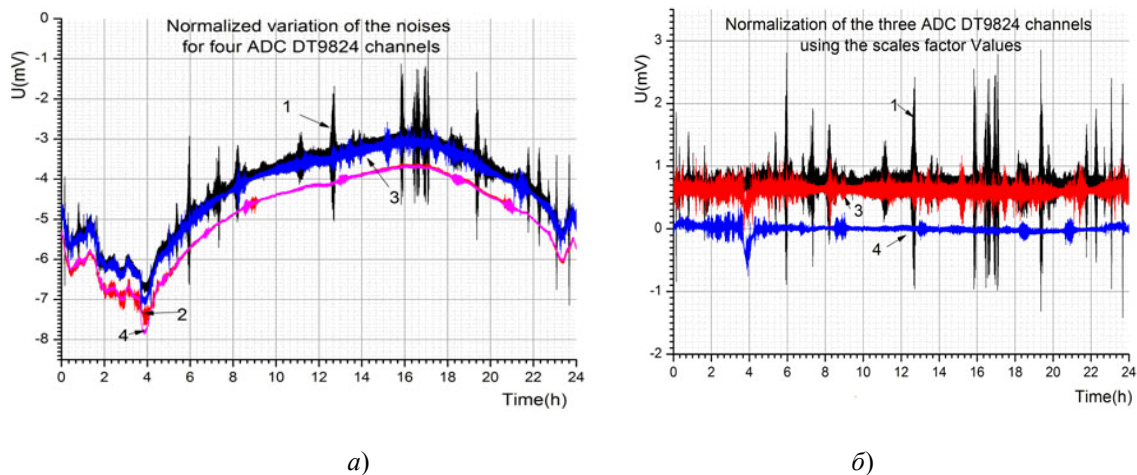 Normalized variation of the noises
for four ADC DT9824 channels
U(mV)
0
-1
-2
-3
-4
-5
-6
-7
-8
1
3
2
4
0 2 4 6 8 10 12 14 16 18 20 22 24
Time(h)
а)
Normalization of the three ADC DT9824 channels
using the scales factor Values
U(mV)
3
2
1
0
-1
-2
1
3
4
0 2 4 6 8 10 12 14 16 18 20 22 24
Time(h)
б)